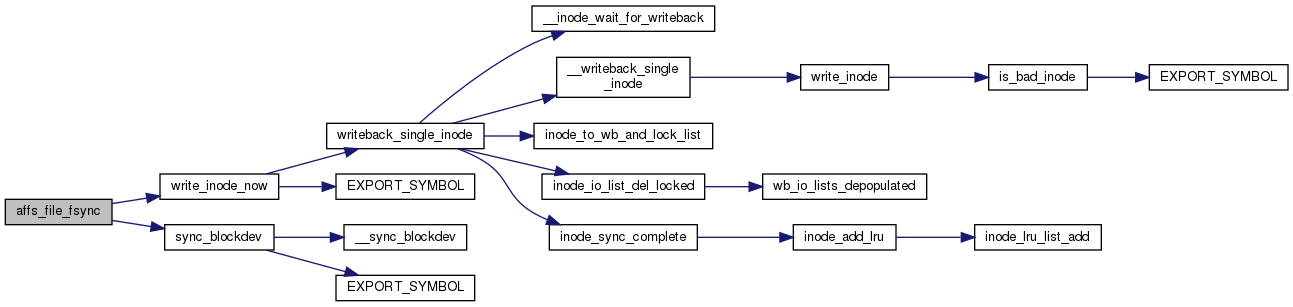 __inode_wait_for_writeback
__writeback_single
_inode
write_inode
is_bad_inode
EXPORT_SYMBOL
writeback_single_inode
inode_to_wb_and_lock_list
write_inode_now
EXPORT_SYMBOL
inode_io_list_del_locked
wb_io_lists_depopulated
affs_file_fsync
sync_blockdev
__sync_blockdev
inode_sync_complete
inode_add_lru
inode_lru_list_add
EXPORT_SYMBOL